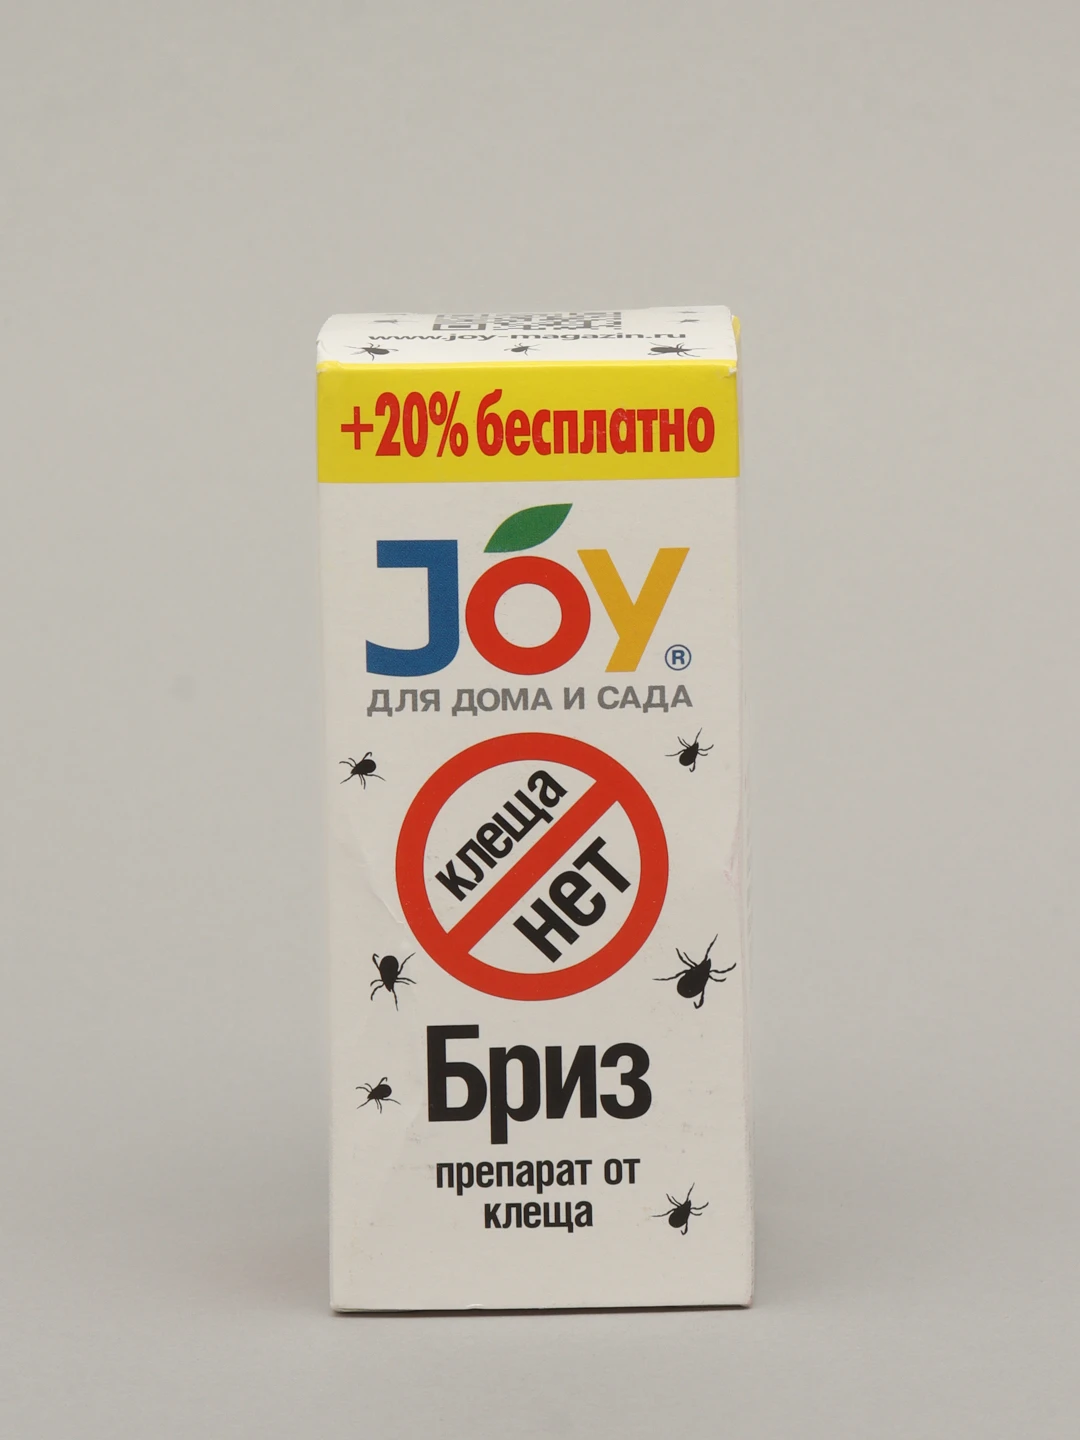 www.joy-magazin.ru
+20% бесплатно
JOY®
ДЛЯ ДОМА И САДА
клеща
нет
Бриз
препарат от
клеща